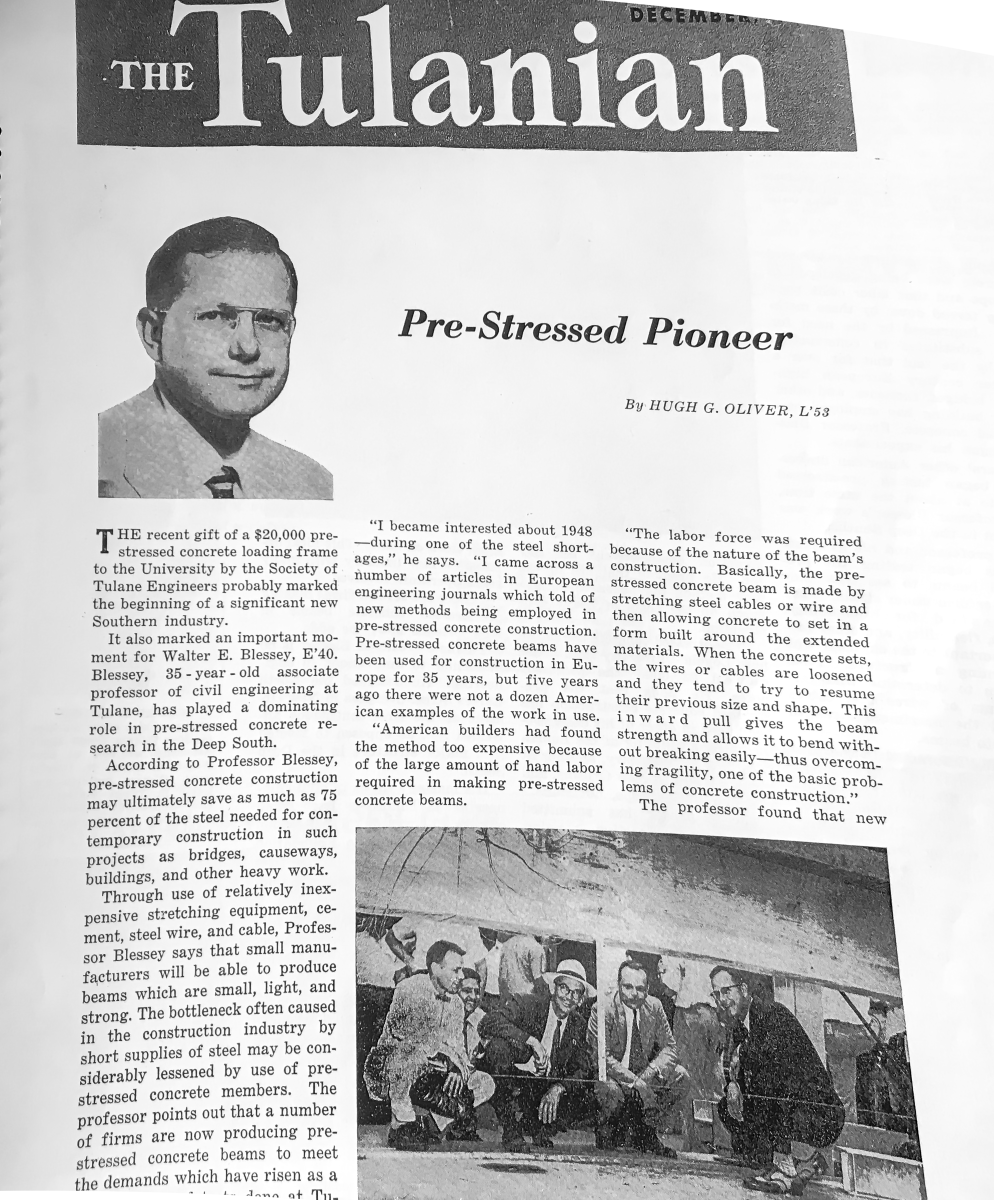 DECEMBER,
THE Tulanian
Pre-Stressed Pioneer
By HUGH G. OLIVER, L'53
THE recent gift of a $20,000 pre-
stressed concrete loading frame
to the University by the Society of
Tulane Engineers probably marked
the beginning of a significant new
Southern industry.
It also marked an important mo-
ment for Walter E. Blessey, E'40.
Blessey, 35-year-old associate
professor of civil engineering at
Tulane, has played a dominating
role in pre-stressed concrete re-
search in the Deep South.
According to Professor Blessey,
pre-stressed concrete construction
may ultimately save as much as 75
percent of the steel needed for con-
temporary construction in such
projects as bridges, causeways,
buildings, and other heavy work.
Through use of relatively inex-
pensive stretching equipment, ce-
ment, steel wire, and cable, Profes-
sor Blessey says that small manu-
facturers will be able to produce
beams which are small, light, and
strong. The bottleneck often caused
in the construction industry by
short supplies of steel may be con-
siderably lessened by use of pre-
stressed concrete members. The
professor points out that a number
of firms are now producing pre-
stressed concrete beams to meet
the demands which have risen as a
done at Tu-
"I became interested about 1948
—during one of the steel short-
ages," he says. "I came across a
number of articles in European
engineering journals which told of
new methods being employed in
pre-stressed concrete construction.
Pre-stressed concrete beams have
been used for construction in Eu-
rope for 35 years, but five years
ago there were not a dozen Amer-
ican examples of the work in use.
"American builders had found
the method too expensive because
of the large amount of hand labor
required in making pre-stressed
concrete beams.
"The labor force was required
because of the nature of the beam's
construction. Basically, the pre-
stressed concrete beam is made by
stretching steel cables or wire and
then allowing concrete to set in a
form built around the extended
materials. When the concrete sets,
the wires or cables are loosened
and they tend to try to resume
their previous size and shape. This
inward pull gives the beam
strength and allows it to bend with-
out breaking easily—thus overcom-
ing fragility, one of the basic prob-
lems of concrete construction."
The professor found that new